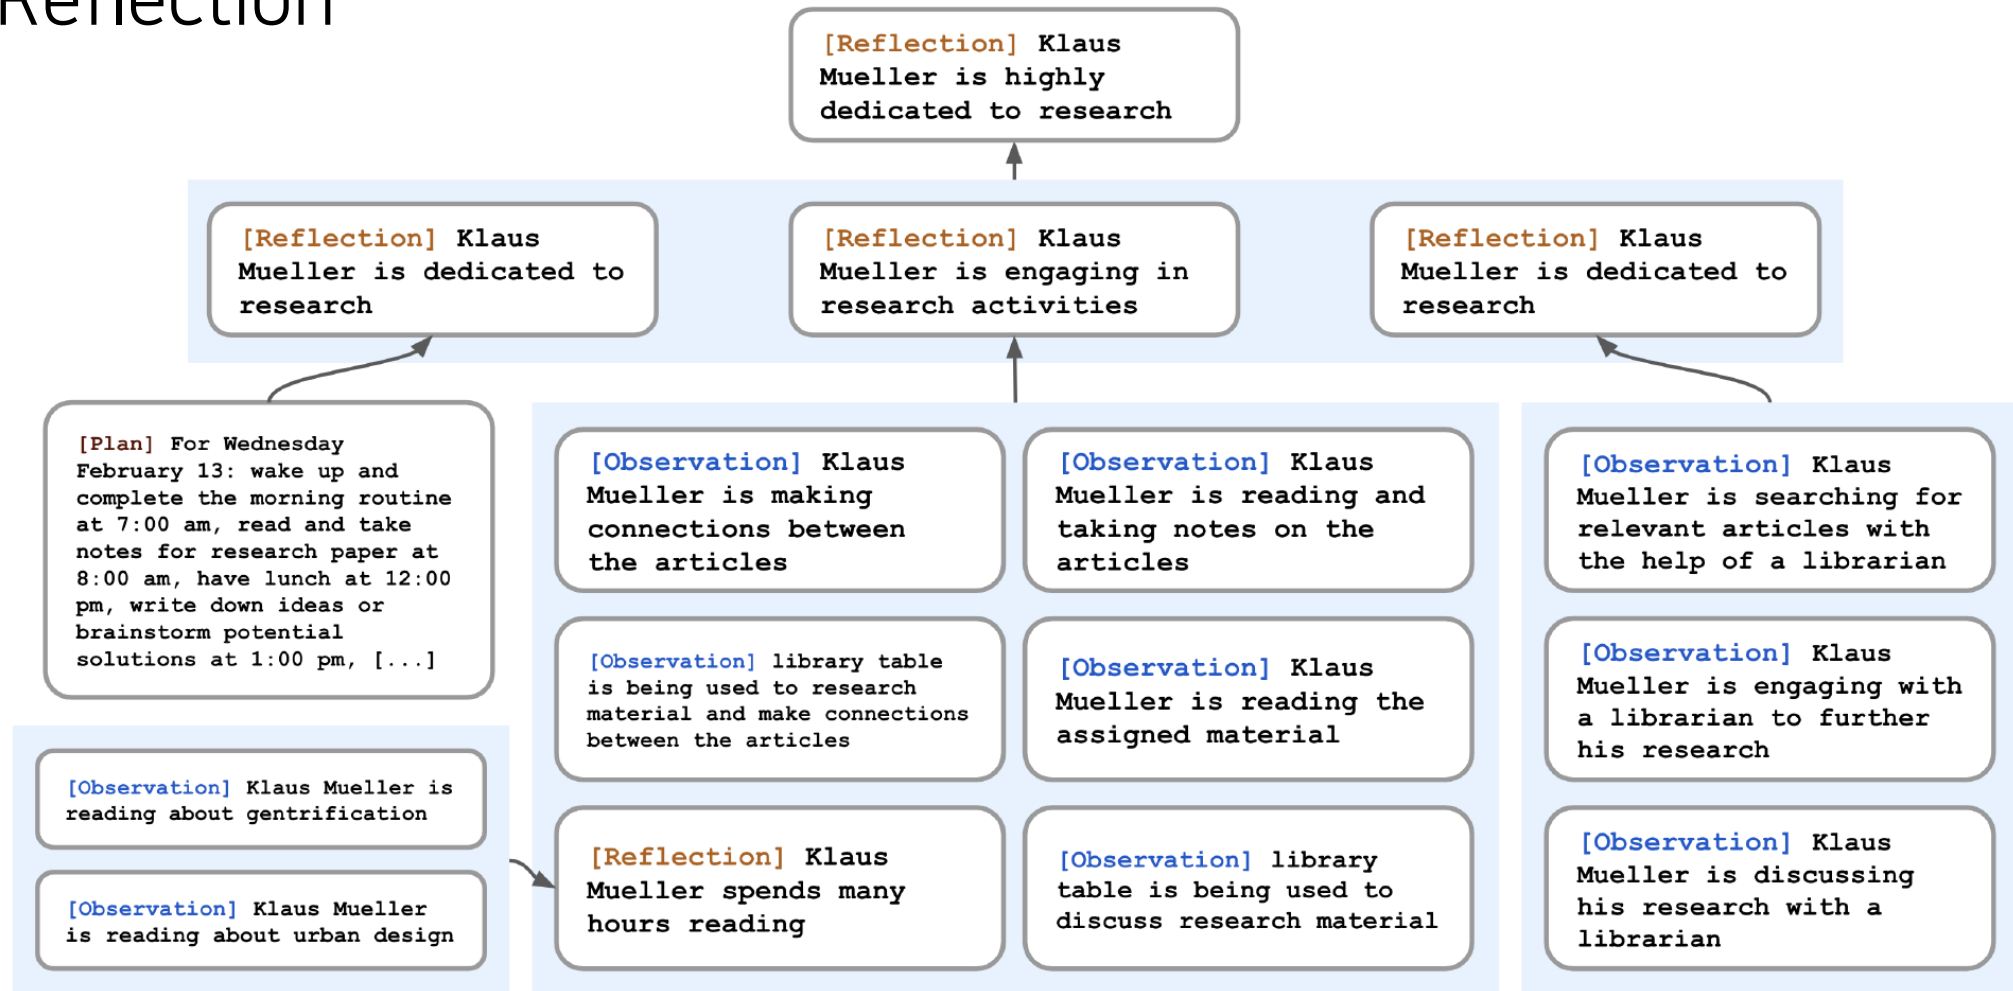 Reflection
[Reflection] Klaus
Mueller is highly
dedicated to research
[Reflection] Klaus
Mueller is dedicated to
research
[Reflection] Klaus
Mueller is engaging in
research activities
[Reflection] Klaus
Mueller is dedicated to
research
[Plan] For Wednesday
February 13: wake up and
complete the morning routine
at 7:00 am, read and take
notes for research paper at
8:00 am, have lunch at 12:00
pm, write down ideas or
brainstorm potential
solutions at 1:00 pm, [...]
[Observation] Klaus Mueller is
reading about gentrification
[Observation] Klaus Mueller
is reading about urban design
[Observation] Klaus
Mueller is making
connections between
the articles
[Observation] Klaus
Mueller is reading and
taking notes on the
articles
[Observation] library table
is being used to research
material and make connections
between the articles
[Observation] Klaus
Mueller is reading the
assigned material
[Reflection] Klaus
Mueller spends many
hours reading
[Observation] library
table is being used to
discuss research material
[Observation] Klaus
Mueller is searching for
relevant articles with
the help of a librarian
[Observation] Klaus
Mueller is engaging with
a librarian to further
his research
[Observation] Klaus
Mueller is discussing
his research with a
librarian